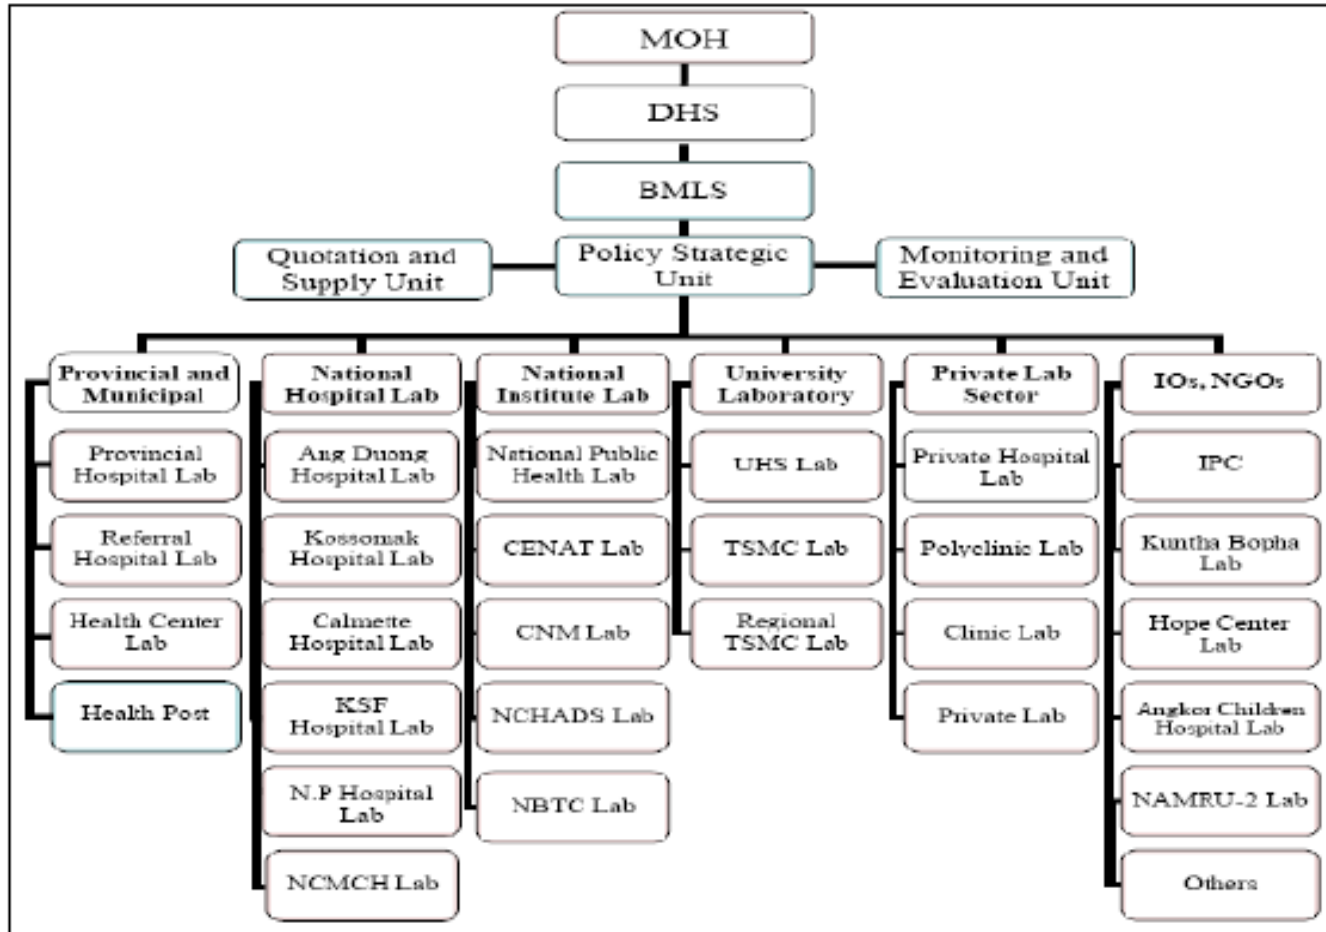 MOH
DHS
BMLS
Quotation and
Supply Unit
Policy Strategic
Unit
Monitoring and
Evaluation Unit
Provincial and
Municipal
Provincial
Hospital Lab
Referral
Hospital Lab
Health Center
Lab
Health Post
National
Hospital Lab
Ang Duong
Hospital Lab
Kossomak
Hospital Lab
Calmette
Hospital Lab
KSF
Hospital Lab
N.P Hospital
Lab
NCMCH Lab
National
Institute Lab
National Public
Health Lab
CENAT Lab
CNM Lab
NCHADS Lab
NBTC Lab
University
Laboratory
UHS Lab
TSMC Lab
Regional
TSMC Lab
Private Lab
Sector
Private Hospital
Lab
Polyclinic Lab
Clinic Lab
Private Lab
IOs, NGOs
IPC
Kuntha Bopha
Lab
Hope Center
Lab
Angkor Children
Hospital Lab
NAMRU-2 Lab
Others